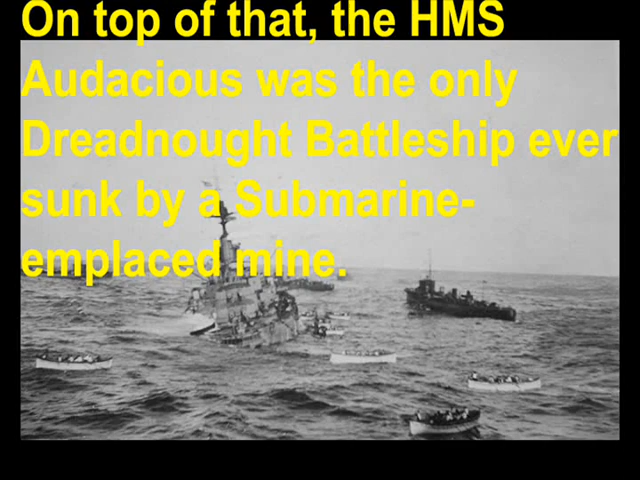 On top of that, the HMS
Audacious was the only
Dreadnought Battleship ever
sunk by a Submarine-
emplaced mine.